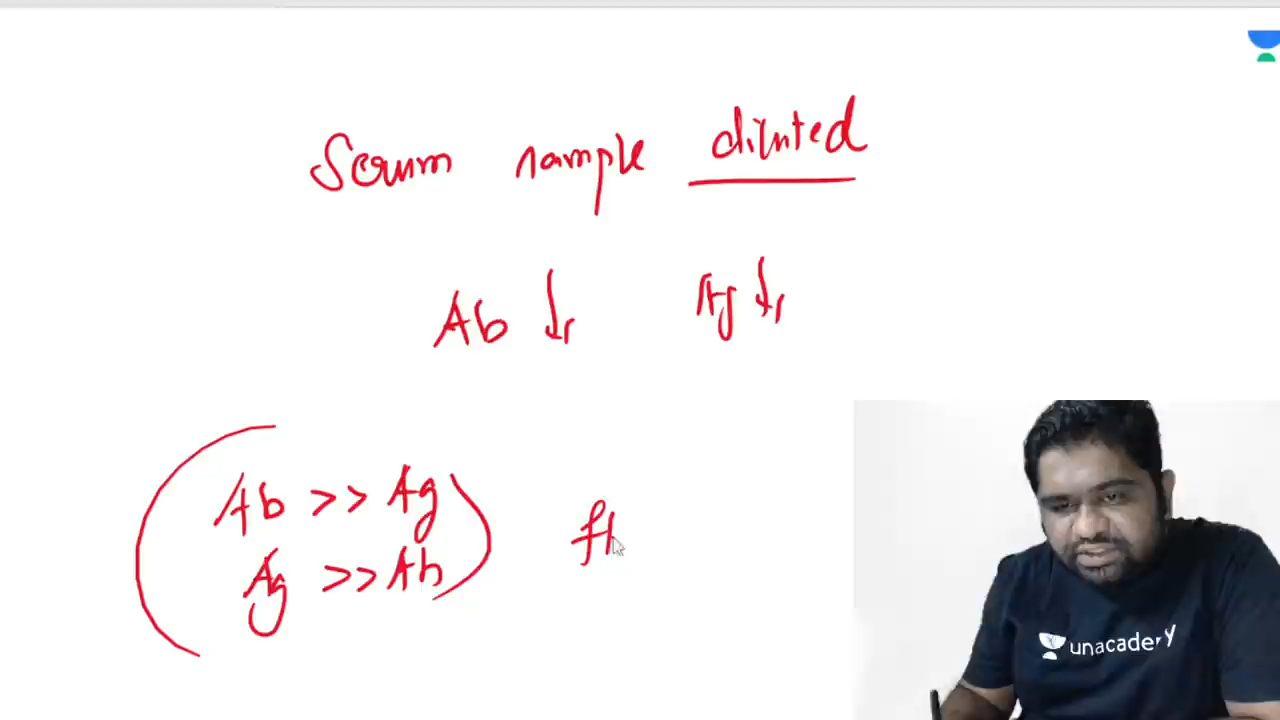 Serum sample diluted
Ab ↓ Ag ↓
Ab >> Ag
Ag >> Ab
unacademy